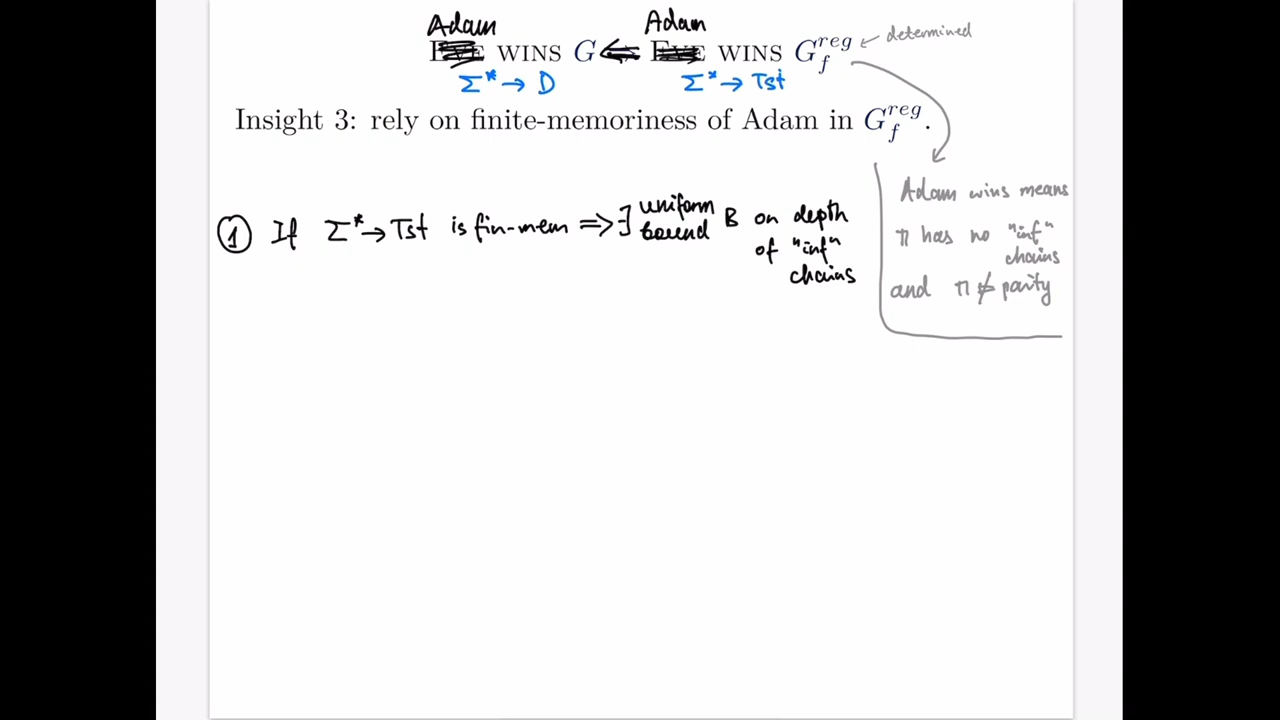 Adam Adam
EVE WINS G ⇐ EVE WINS G_f^{reg} ← determined
Σ* → D Σ* → Tst
Insight 3: rely on finite-memoriness of Adam in G_f^{reg}.
① If Σ* → Tst is fin-mem ⇒ ∃ uniform bound B on depth of "inf" chains
Adam wins means
π has no "inf"
chains
and π ⊭ parity